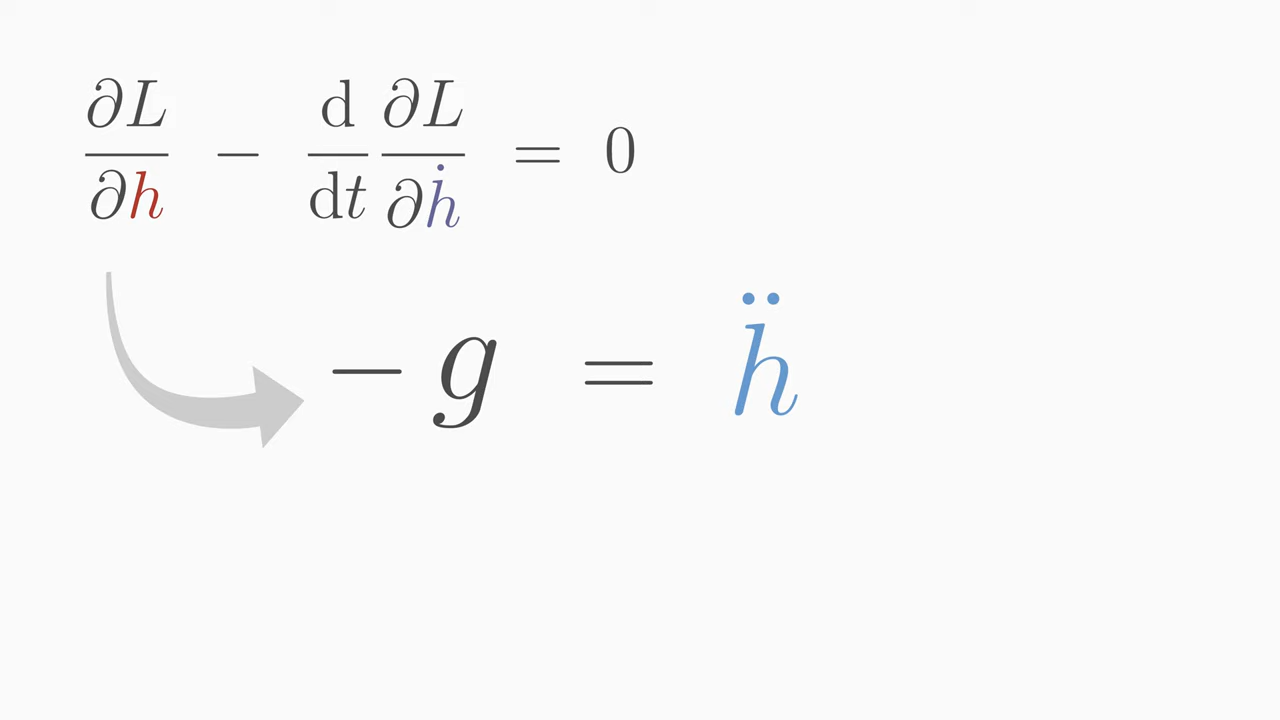 ∂L/∂h − d/dt ∂L/∂ḣ = 0
−g = ḧ